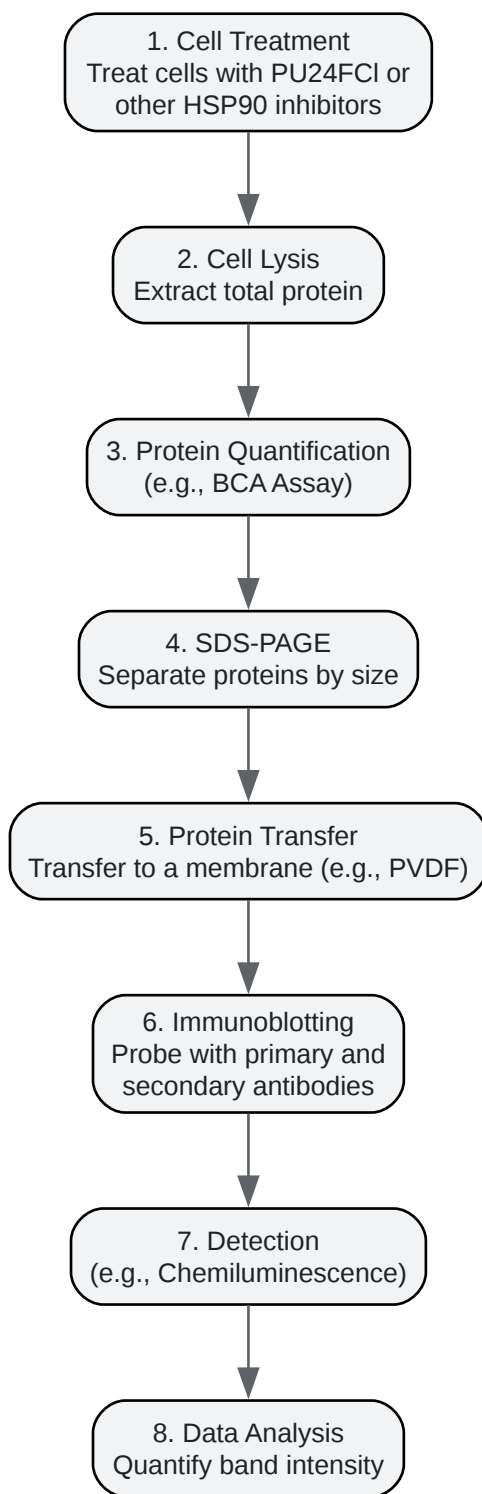 1. Cell Treatment
Treat cells with PU24FCl or
other HSP90 inhibitors
2. Cell Lysis
Extract total protein
3. Protein Quantification
(e.g., BCA Assay)
4. SDS-PAGE
Separate proteins by size
5. Protein Transfer
Transfer to a membrane (e.g., PVDF)
6. Immunoblotting
Probe with primary and
secondary antibodies
7. Detection
(e.g., Chemiluminescence)
8. Data Analysis
Quantify band intensity